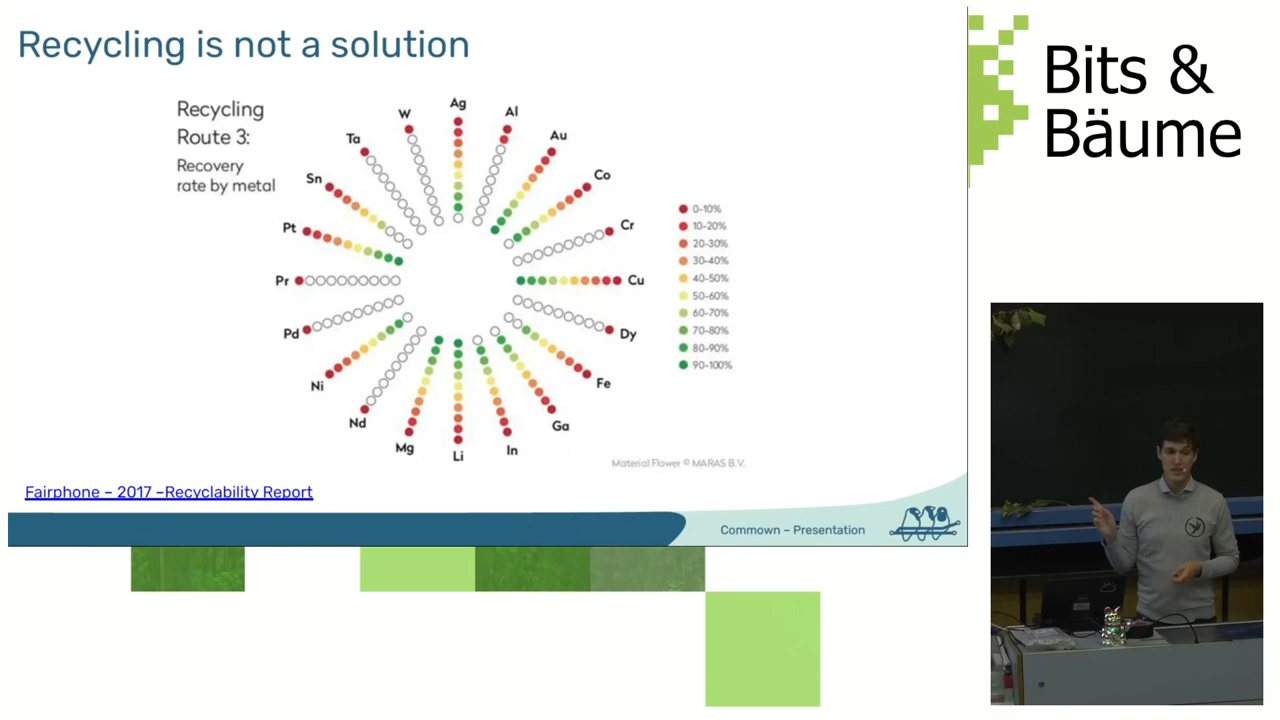 Recycling is not a solution
Bits &
Bäume
Recycling
Route 3:
Recovery
rate by metal
Ag
Al
Au
Co
Cr
Cu
Dy
Fe
Ga
In
Li
Mg
Nd
Ni
Pd
Pr
Pt
Sn
Ta
W
0-10%
10-20%
20-30%
30-40%
40-50%
50-60%
60-70%
70-80%
80-90%
90-100%
Material Flower © MARAS B.V.
Fairphone – 2017 –Recyclability Report
Commown – Presentation